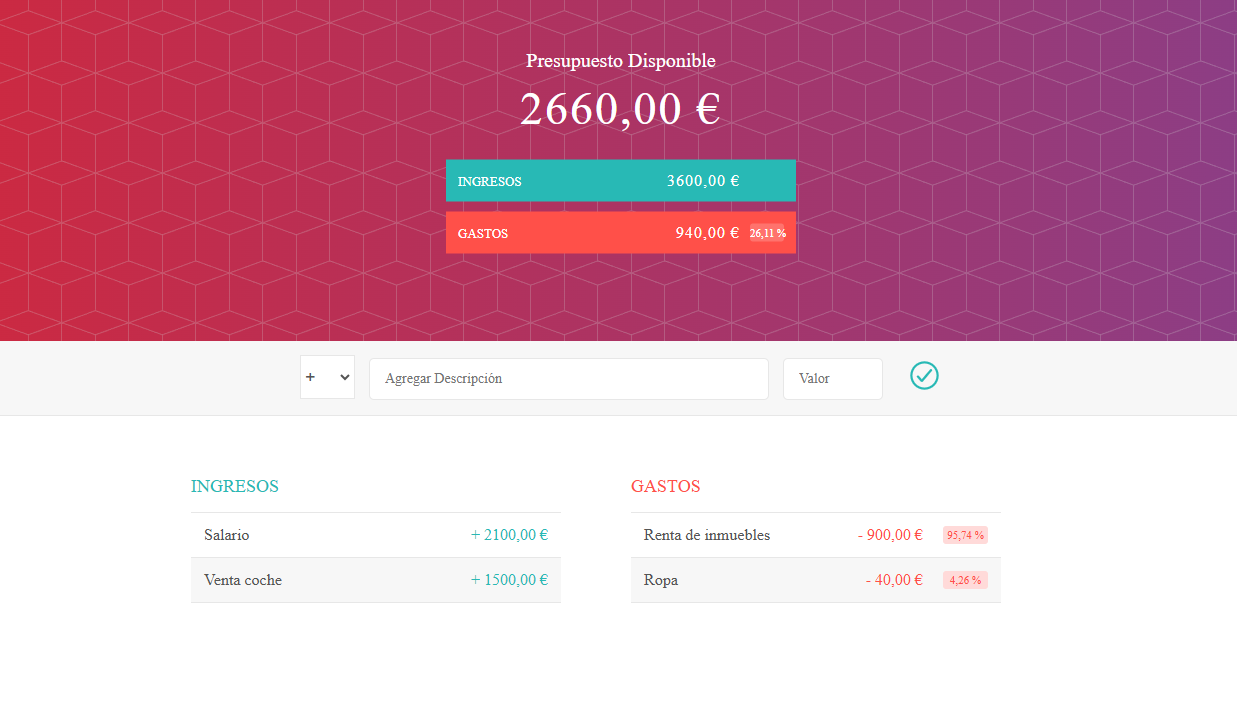 Presupuesto Disponible
2660,00 €
INGRESOS 3600,00 €
GASTOS 940,00 € 26,11 %
+ Agregar Descripción Valor
INGRESOS
Salario + 2100,00 €
Venta coche + 1500,00 €
GASTOS
Renta de inmuebles - 900,00 € 95,74 %
Ropa - 40,00 € 4,26 %